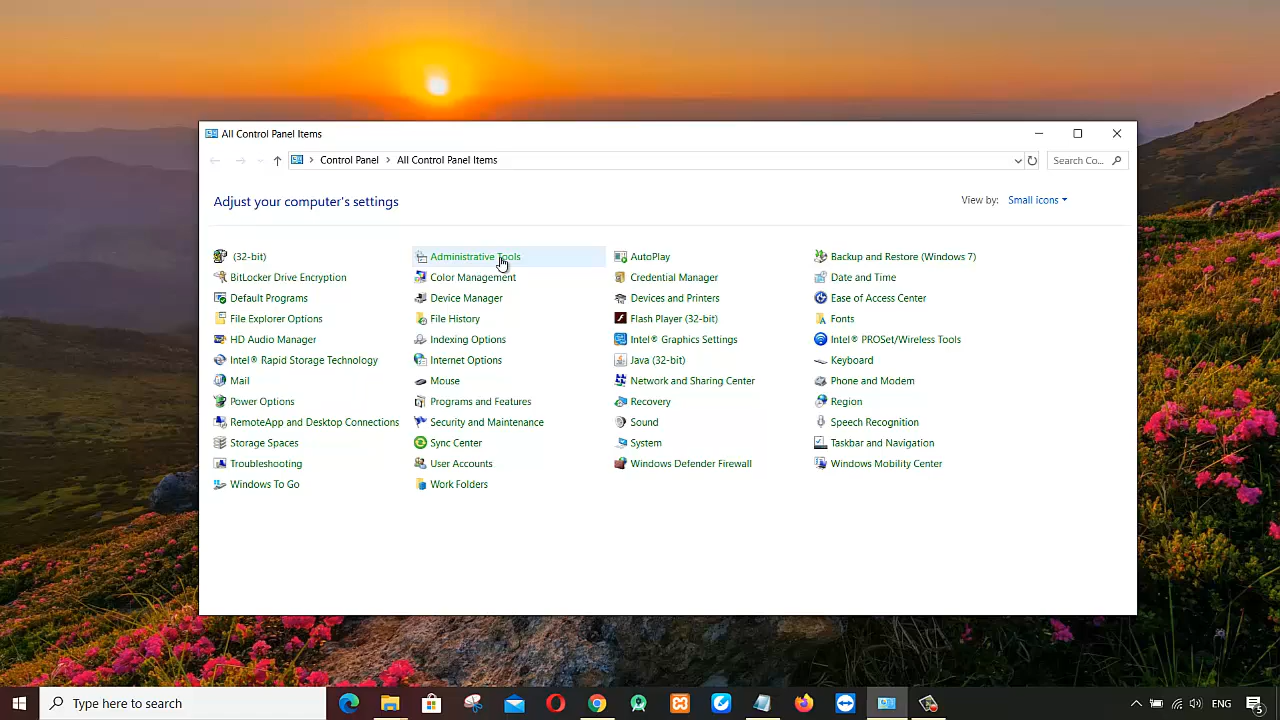 All Control Panel Items
Control Panel > All Control Panel Items
Search Co...
Adjust your computer's settings
View by: Small icons
(32-bit)
Administrative Tools
AutoPlay
Backup and Restore (Windows 7)
BitLocker Drive Encryption
Color Management
Credential Manager
Date and Time
Default Programs
Device Manager
Devices and Printers
Ease of Access Center
File Explorer Options
File History
Flash Player (32-bit)
Fonts
HD Audio Manager
Indexing Options
Intel® Graphics Settings
Intel® PROSet/Wireless Tools
Intel® Rapid Storage Technology
Internet Options
Java (32-bit)
Keyboard
Mail
Mouse
Network and Sharing Center
Phone and Modem
Power Options
Programs and Features
Recovery
Region
RemoteApp and Desktop Connections
Security and Maintenance
Sound
Speech Recognition
Storage Spaces
Sync Center
System
Taskbar and Navigation
Troubleshooting
User Accounts
Windows Defender Firewall
Windows Mobility Center
Windows To Go
Work Folders
Type here to search
ENG
5